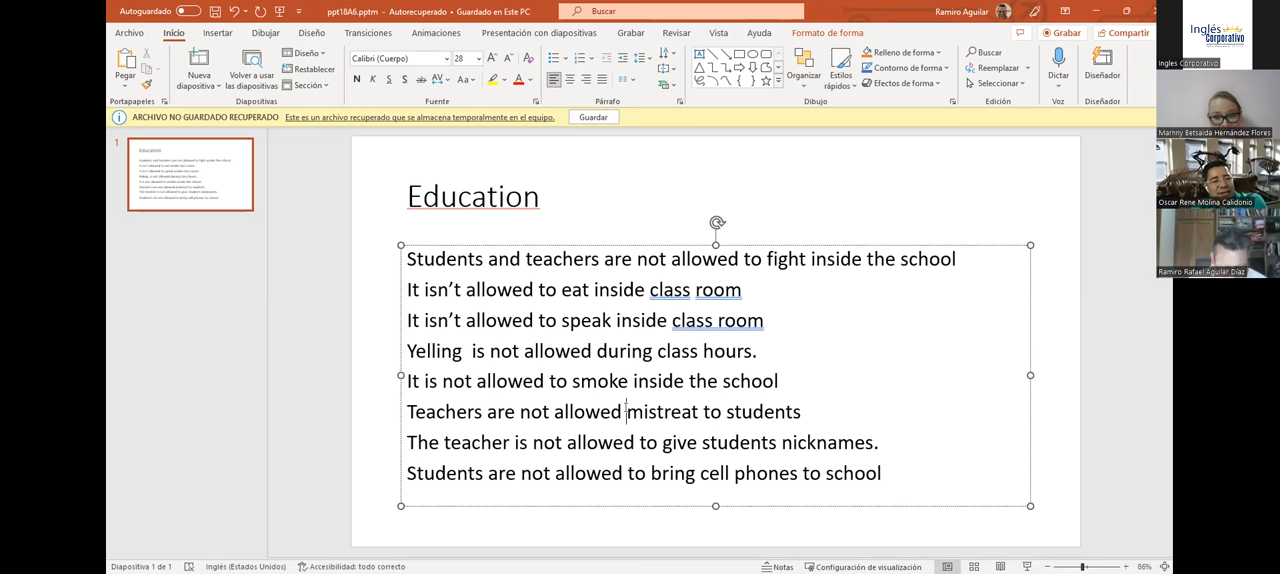 Autoguardado
ppt18A6.pptm - Autorecuperado • Guardado en Este PC
Buscar
Ramiro Aguilar
Archivo Inicio Insertar Dibujar Diseño Transiciones Animaciones Presentación con diapositivas Grabar Revisar Vista Ayuda Formato de forma
Grabar Compartir
Pegar
Nueva diapositiva
Volver a usar las diapositivas
Diseño
Restablecer
Sección
Calibri (Cuerpo) 28
N K S
Organizar
Estilos rápidos
Relleno de forma
Contorno de forma
Efectos de forma
Buscar
Reemplazar
Seleccionar
Dictar
Diseñador
Portapapeles Diapositivas Fuente Párrafo Dibujo Edición Voz Diseñador
ARCHIVO NO GUARDADO RECUPERADO Este es un archivo recuperado que se almacena temporalmente en el equipo. Guardar
1
Education
Students and teachers are not allowed to fight inside the school
It isn't allowed to eat inside class room
It isn't allowed to speak inside class room
Yelling  is not allowed during class hours.
It is not allowed to smoke inside the school
Teachers are not allowed mistreat to students
The teacher is not allowed to give students nicknames.
Students are not allowed to bring cell phones to school
Inglés
Corporativo
Ingles Corporativo
Marnny Betsaida Hernández Flores
Oscar Rene Molina Calidonio
Ramiro Rafael Aguilar Díaz
Diapositiva 1 de 1 Inglés (Estados Unidos) Accesibilidad: todo correcto Notas Configuración de visualización 86%